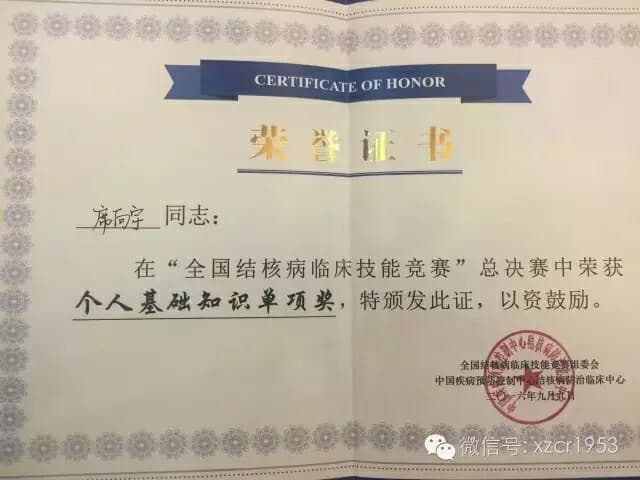 CERTIFICATE OF HONOR
荣誉证书
席向宇 同志：
在“全国结核病临床技能竞赛”总决赛中荣获
个人基础知识单项奖，特颁发此证，以资鼓励。
全国结核病临床技能竞赛组委会
中国疾病预防控制中心结核病防治临床中心
二〇一六年九月九日
微信号: xzcr1953